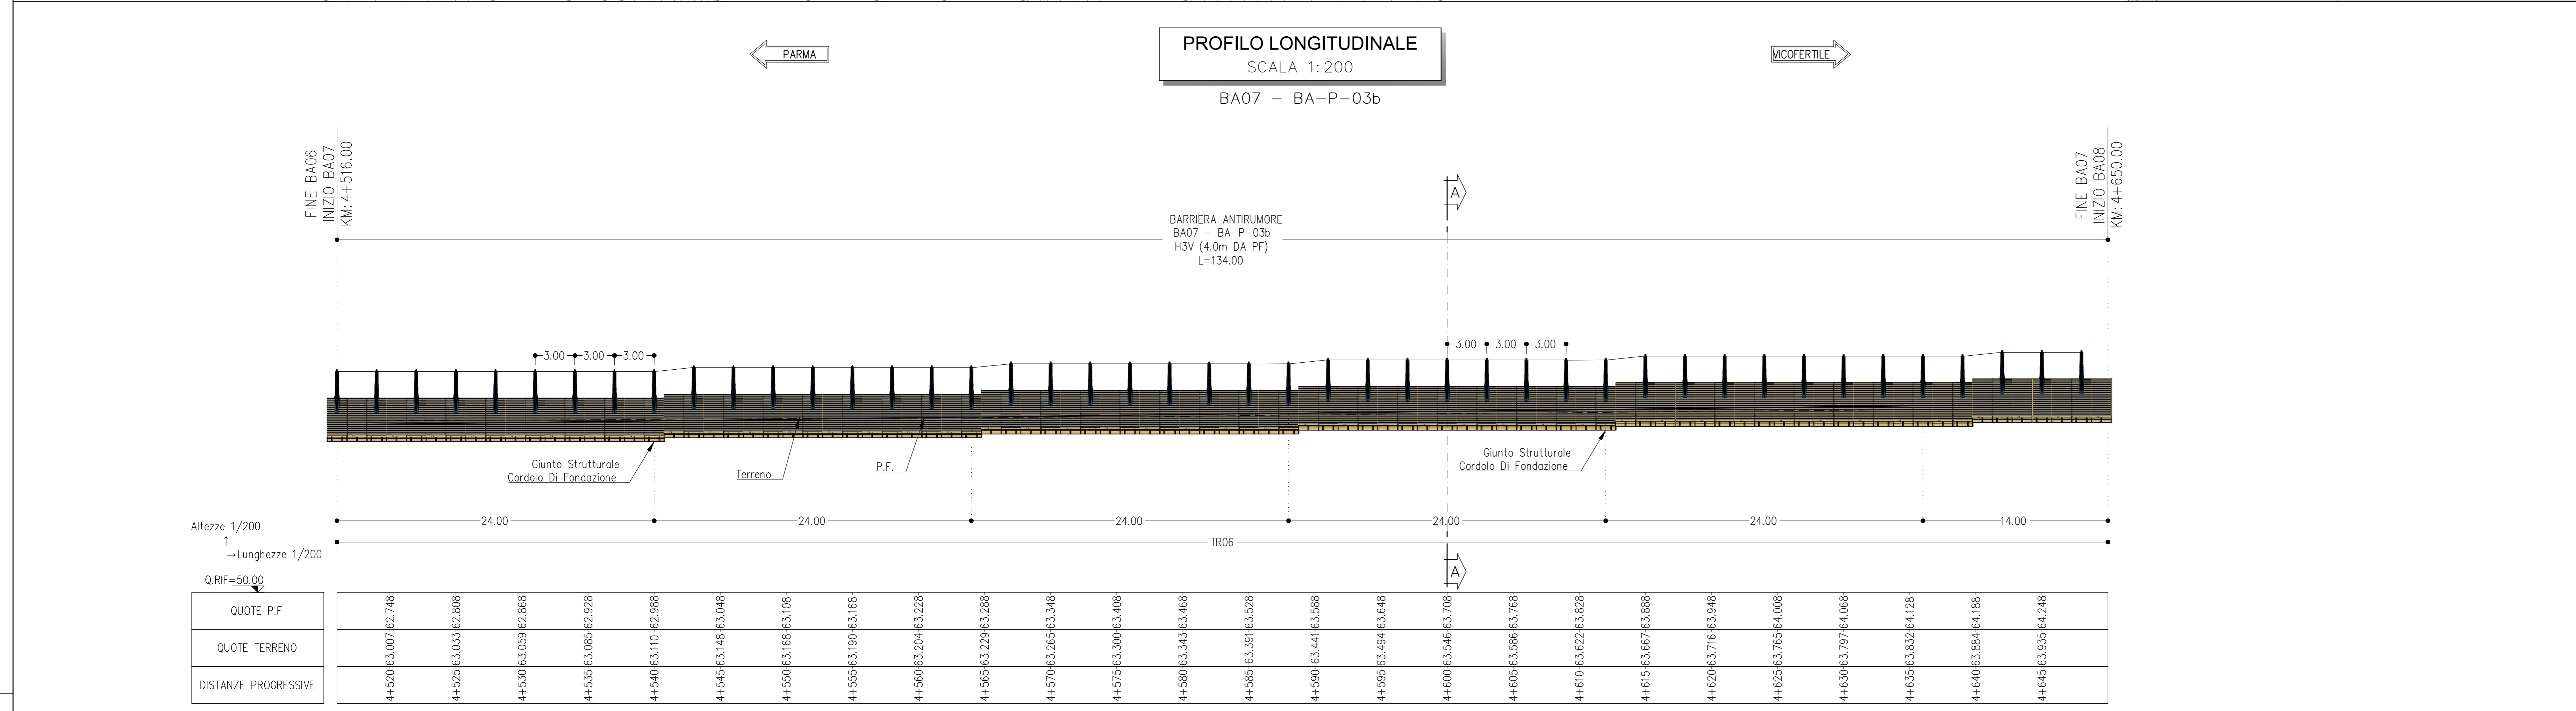 PARMA
PROFILO LONGITUDINALE
SCALA 1:200
VICOFERTILE
BA07 - BA-P-03b
FINE BA06
INIZIO BA07
KM: 4+516.00
FINE BA07
INIZIO BA08
KM: 4+650.00
A
BARRIERA ANTIRUMORE
BA07 - BA-P-03b
H3V (4.0m DA PF)
L=134.00
3.00 3.00 3.00
3.00 3.00 3.00
Giunto Strutturale
Cordolo Di Fondazione
Terreno
P.F.
Giunto Strutturale
Cordolo Di Fondazione
24.00 24.00 24.00 24.00 24.00 14.00
TR06
Altezze 1/200
↑
→Lunghezze 1/200
A
Q.RIF=50.00
QUOTE P.F
62.748 62.808 62.868 62.928 62.988 63.048 63.108 63.168 63.228 63.288 63.348 63.408 63.468 63.528 63.588 63.648 63.708 63.768 63.828 63.888 63.948 64.008 64.068 64.128 64.188 64.248
QUOTE TERRENO
63.007 63.033 63.059 63.085 63.110 63.148 63.168 63.190 63.204 63.229 63.265 63.300 63.343 63.391 63.441 63.494 63.546 63.586 63.622 63.667 63.716 63.765 63.797 63.832 63.884 63.935
DISTANZE PROGRESSIVE
4+520 4+525 4+530 4+535 4+540 4+545 4+550 4+555 4+560 4+565 4+570 4+575 4+580 4+585 4+590 4+595 4+600 4+605 4+610 4+615 4+620 4+625 4+630 4+635 4+640 4+645